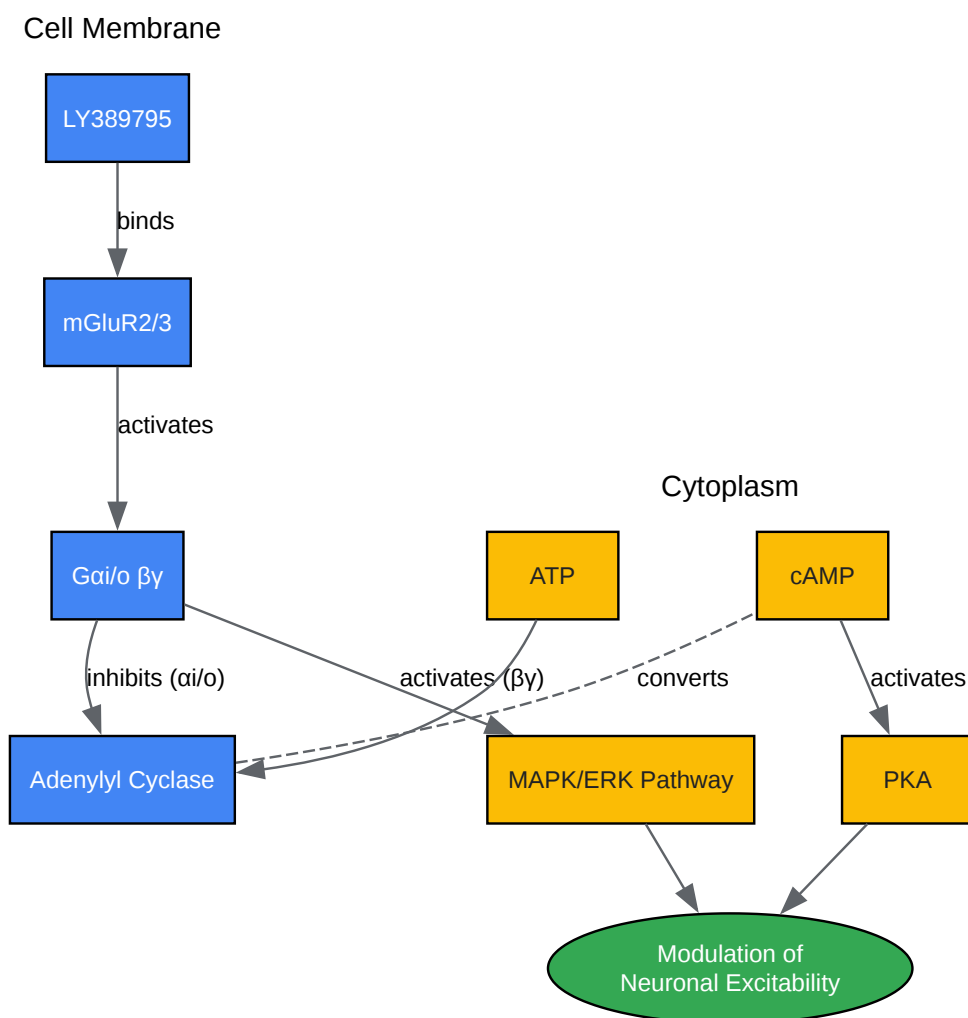 Cell Membrane
LY389795
binds
mGluR2/3
activates
Cytoplasm
Gαi/o βγ
ATP
cAMP
inhibits (αi/o)
activates (βγ)
converts
activates
Adenylyl Cyclase
MAPK/ERK Pathway
PKA
Modulation of
Neuronal Excitability